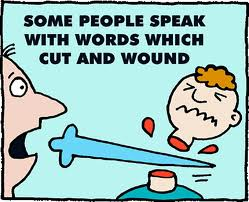 SOME PEOPLE SPEAK
WITH WORDS WHICH
CUT AND WOUND